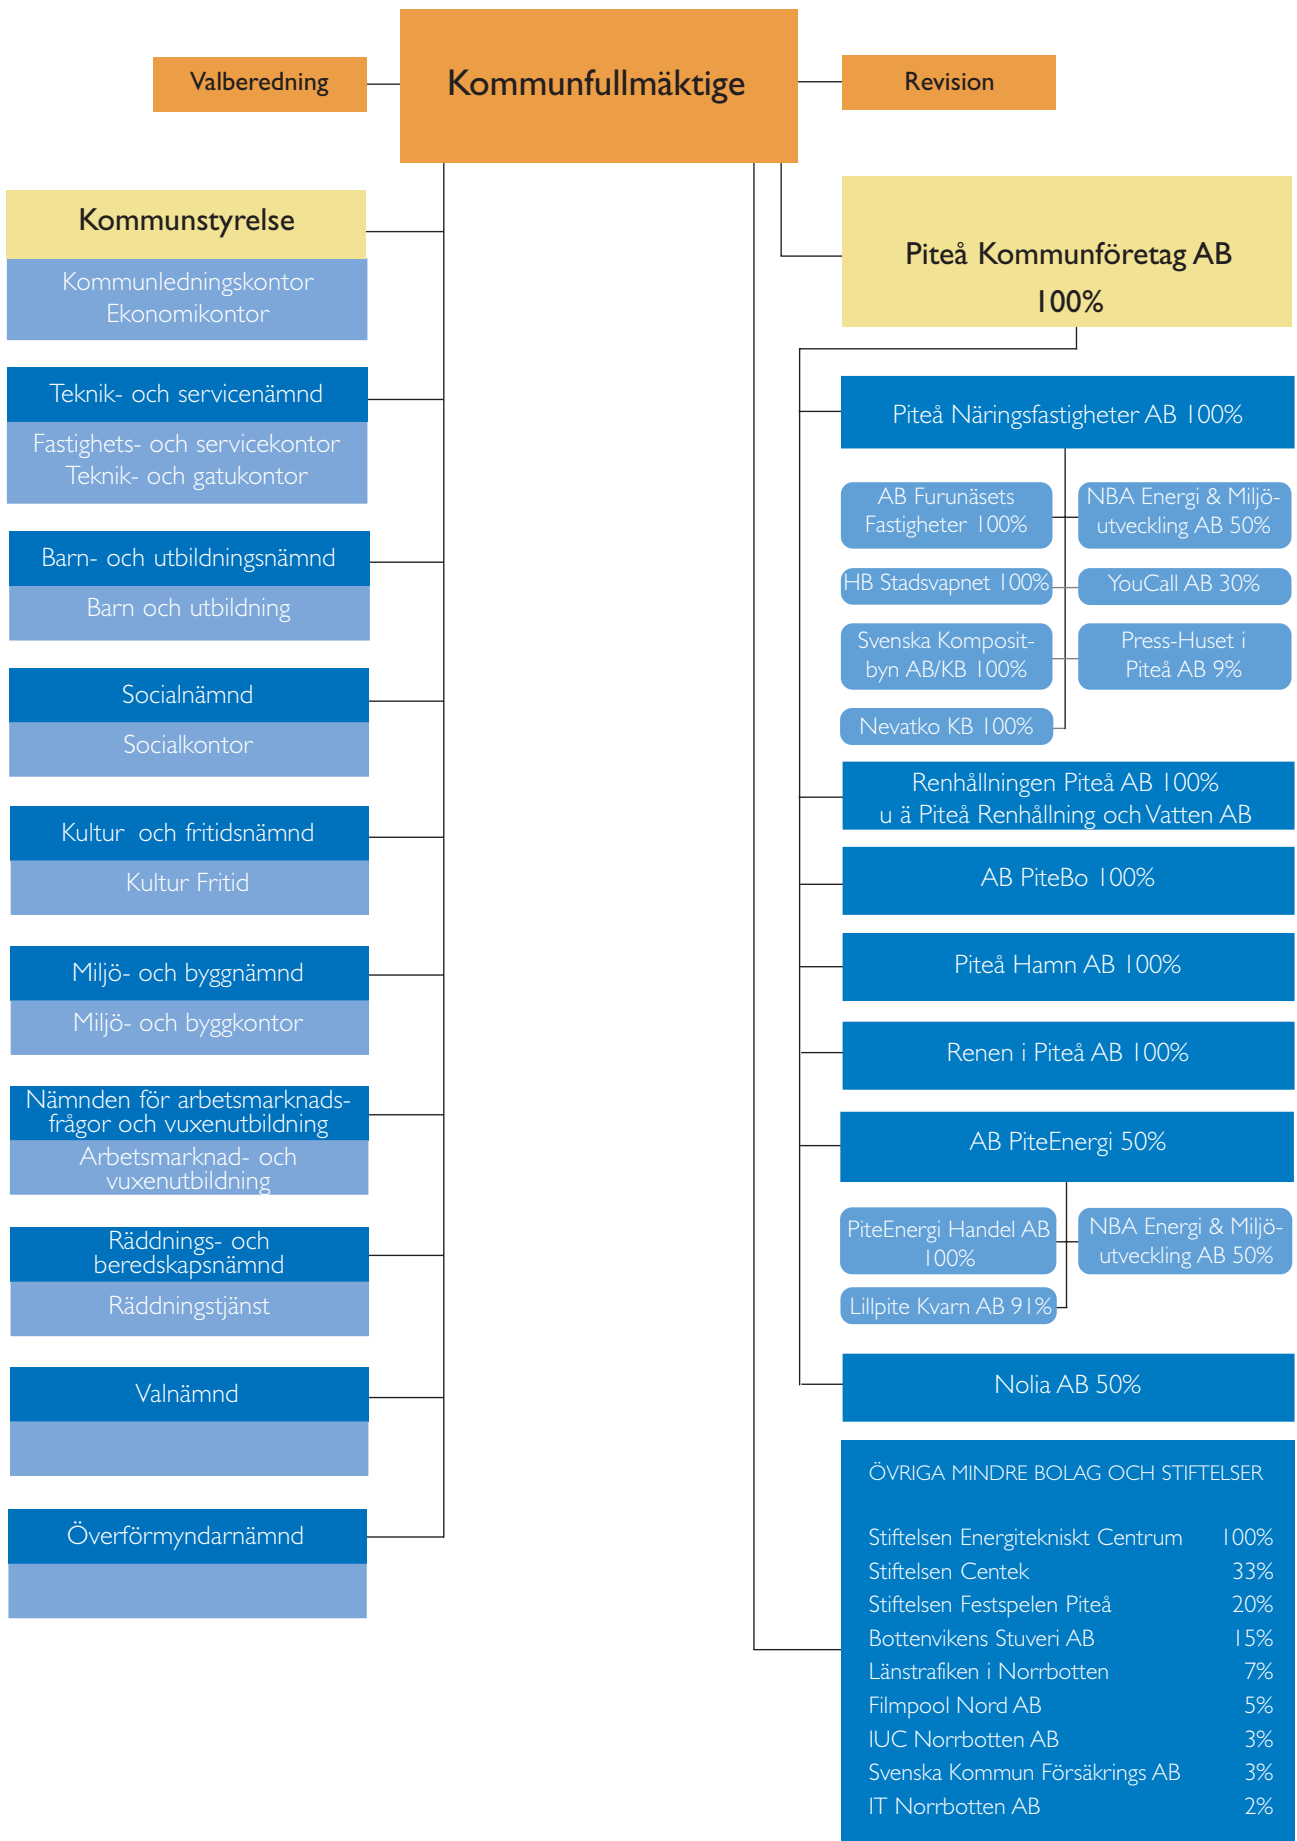 Valberedning
Kommunfullmäktige
Revision
Kommunstyrelse
Kommunledningskontor
Ekonomikontor
Teknik- och servicenämnd
Fastighets- och servicekontor
Teknik- och gatukontor
Barn- och utbildningsnämnd
Barn och utbildning
Socialnämnd
Socialkontor
Kultur och fritidsnämnd
Kultur Fritid
Miljö- och byggnämnd
Miljö- och byggkontor
Nämnden för arbetsmarknads-
frågor och vuxenutbildning
Arbetsmarknad- och
vuxenutbildning
Räddnings- och
beredskapsnämnd
Räddningstjänst
Valnämnd
Överförmyndarnämnd
Piteå Kommunföretag AB
100%
Piteå Näringsfastigheter AB 100%
AB Furunäsets
Fastigheter 100%
NBA Energi & Miljö-
utveckling AB 50%
HB Stadsvapnet 100%
YouCall AB 30%
Svenska Komposit-
byn AB/KB 100%
Press-Huset i
Piteå AB 9%
Nevatko KB 100%
Renhållningen Piteå AB 100%
u ä Piteå Renhållning och Vatten AB
AB PiteBo 100%
Piteå Hamn AB 100%
Renen i Piteå AB 100%
AB PiteEnergi 50%
PiteEnergi Handel AB
100%
NBA Energi & Miljö-
utveckling AB 50%
Lillpite Kvarn AB 91%
Nolia AB 50%
ÖVRIGA MINDRE BOLAG OCH STIFTELSER
Stiftelsen Energitekniskt Centrum 100%
Stiftelsen Centek 33%
Stiftelsen Festspelen Piteå 20%
Bottenvikens Stuveri AB 15%
Länstrafiken i Norrbotten 7%
Filmpool Nord AB 5%
IUC Norrbotten AB 3%
Svenska Kommun Försäkrings AB 3%
IT Norrbotten AB 2%